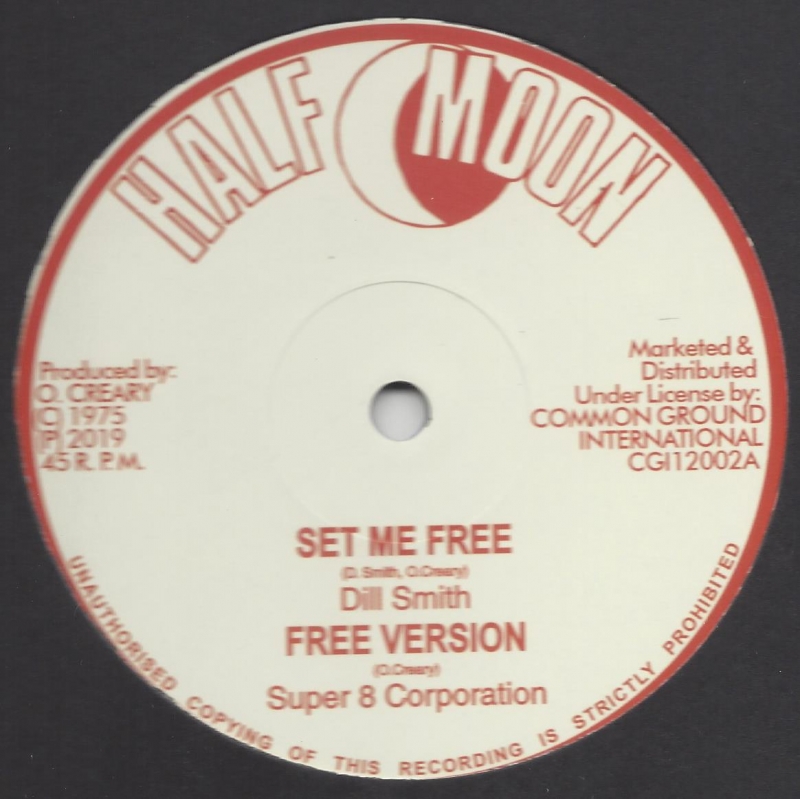 HALF MOON
Produced by:
O. CREARY
(C) 1975
(P) 2019
45 R. P.M.
Marketed &
Distributed
Under License by:
COMMON GROUND
INTERNATIONAL
CGI12002A
SET ME FREE
(D. Smith, O.Creary)
Dill Smith
FREE VERSION
(O.Creary)
Super 8 Corporation
UNAUTHORISED COPYING OF THIS RECORDING IS STRICTLY PROHIBITED